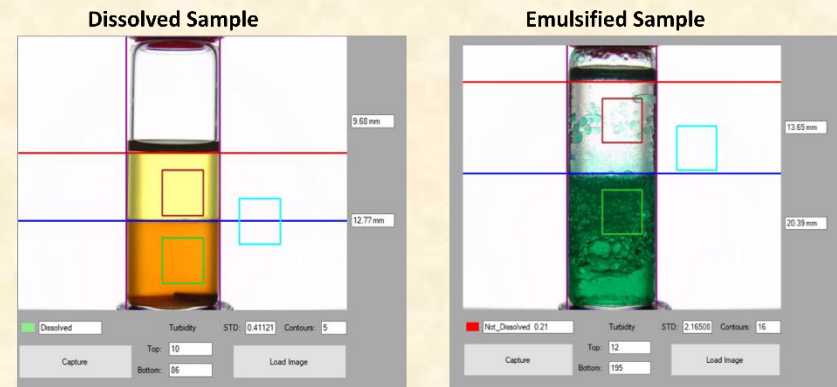 Dissolved Sample
9.68 mm
12.77 mm
Dissolved Turbidity STD: 0.41121 Contours: 5
Top: 10
Capture Load Image
Bottom: 86
Emulsified Sample
13.65 mm
20.39 mm
Not_Dissolved 0.21 Turbidity STD: 2.16508 Contours: 16
Top: 12
Capture Load Image
Bottom: 195